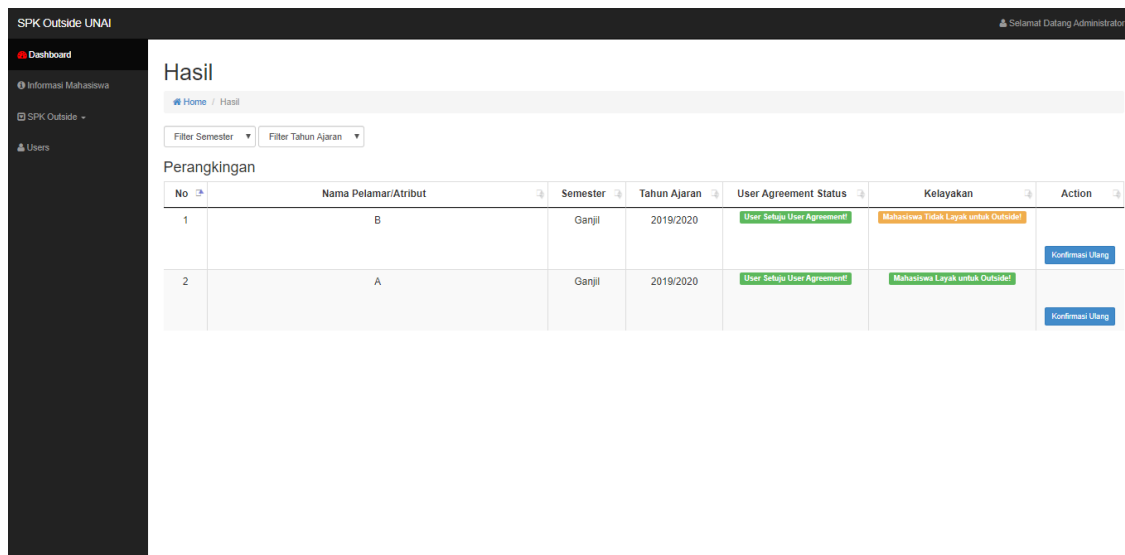 SPK Outside UNAI
Selamat Datang Administrator
Dashboard
Informasi Mahasiswa
SPK Outside
Users
Hasil
Home / Hasil
Filter Semester Filter Tahun Ajaran
Perangkingan
No Nama Pelamar/Atribut Semester Tahun Ajaran User Agreement Status Kelayakan Action
1 B Ganjil 2019/2020 User Setuju User Agreement! Mahasiswa Tidak Layak untuk Outside!
Konfirmasi Ulang
2 A Ganjil 2019/2020 User Setuju User Agreement! Mahasiswa Layak untuk Outside!
Konfirmasi Ulang